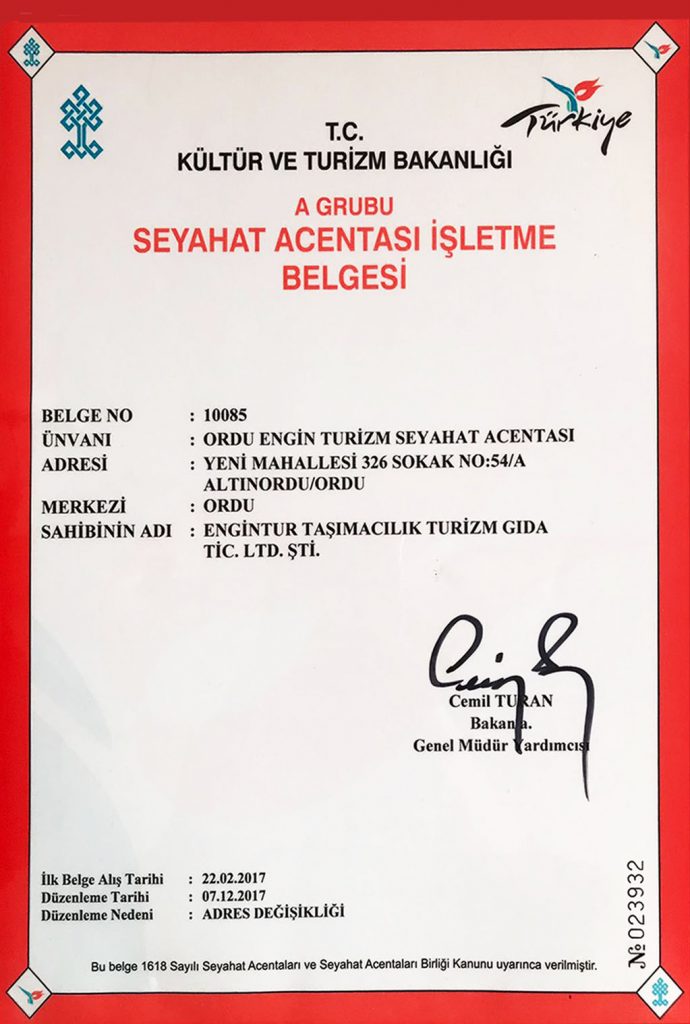 Türkiye
T.C.
KÜLTÜR VE TURİZM BAKANLIĞI
A GRUBU
SEYAHAT ACENTASI İŞLETME
BELGESİ
BELGE NO : 10085
ÜNVANI : ORDU ENGİN TURİZM SEYAHAT ACENTASI
ADRESİ : YENİ MAHALLESİ 326 SOKAK NO:54/A
ALTINORDU/ORDU
MERKEZİ : ORDU
SAHİBİNİN ADI : ENGİNTUR TAŞIMACILIK TURİZM GIDA
TİC. LTD. ŞTİ.
Cemil TURAN
Bakan a.
Genel Müdür Yardımcısı
İlk Belge Alış Tarihi : 22.02.2017
Düzenleme Tarihi : 07.12.2017
Düzenleme Nedeni : ADRES DEĞİŞİKLİĞİ
Bu belge 1618 Sayılı Seyahat Acentaları ve Seyahat Acentaları Birliği Kanunu uyarınca verilmiştir.
№ 023932